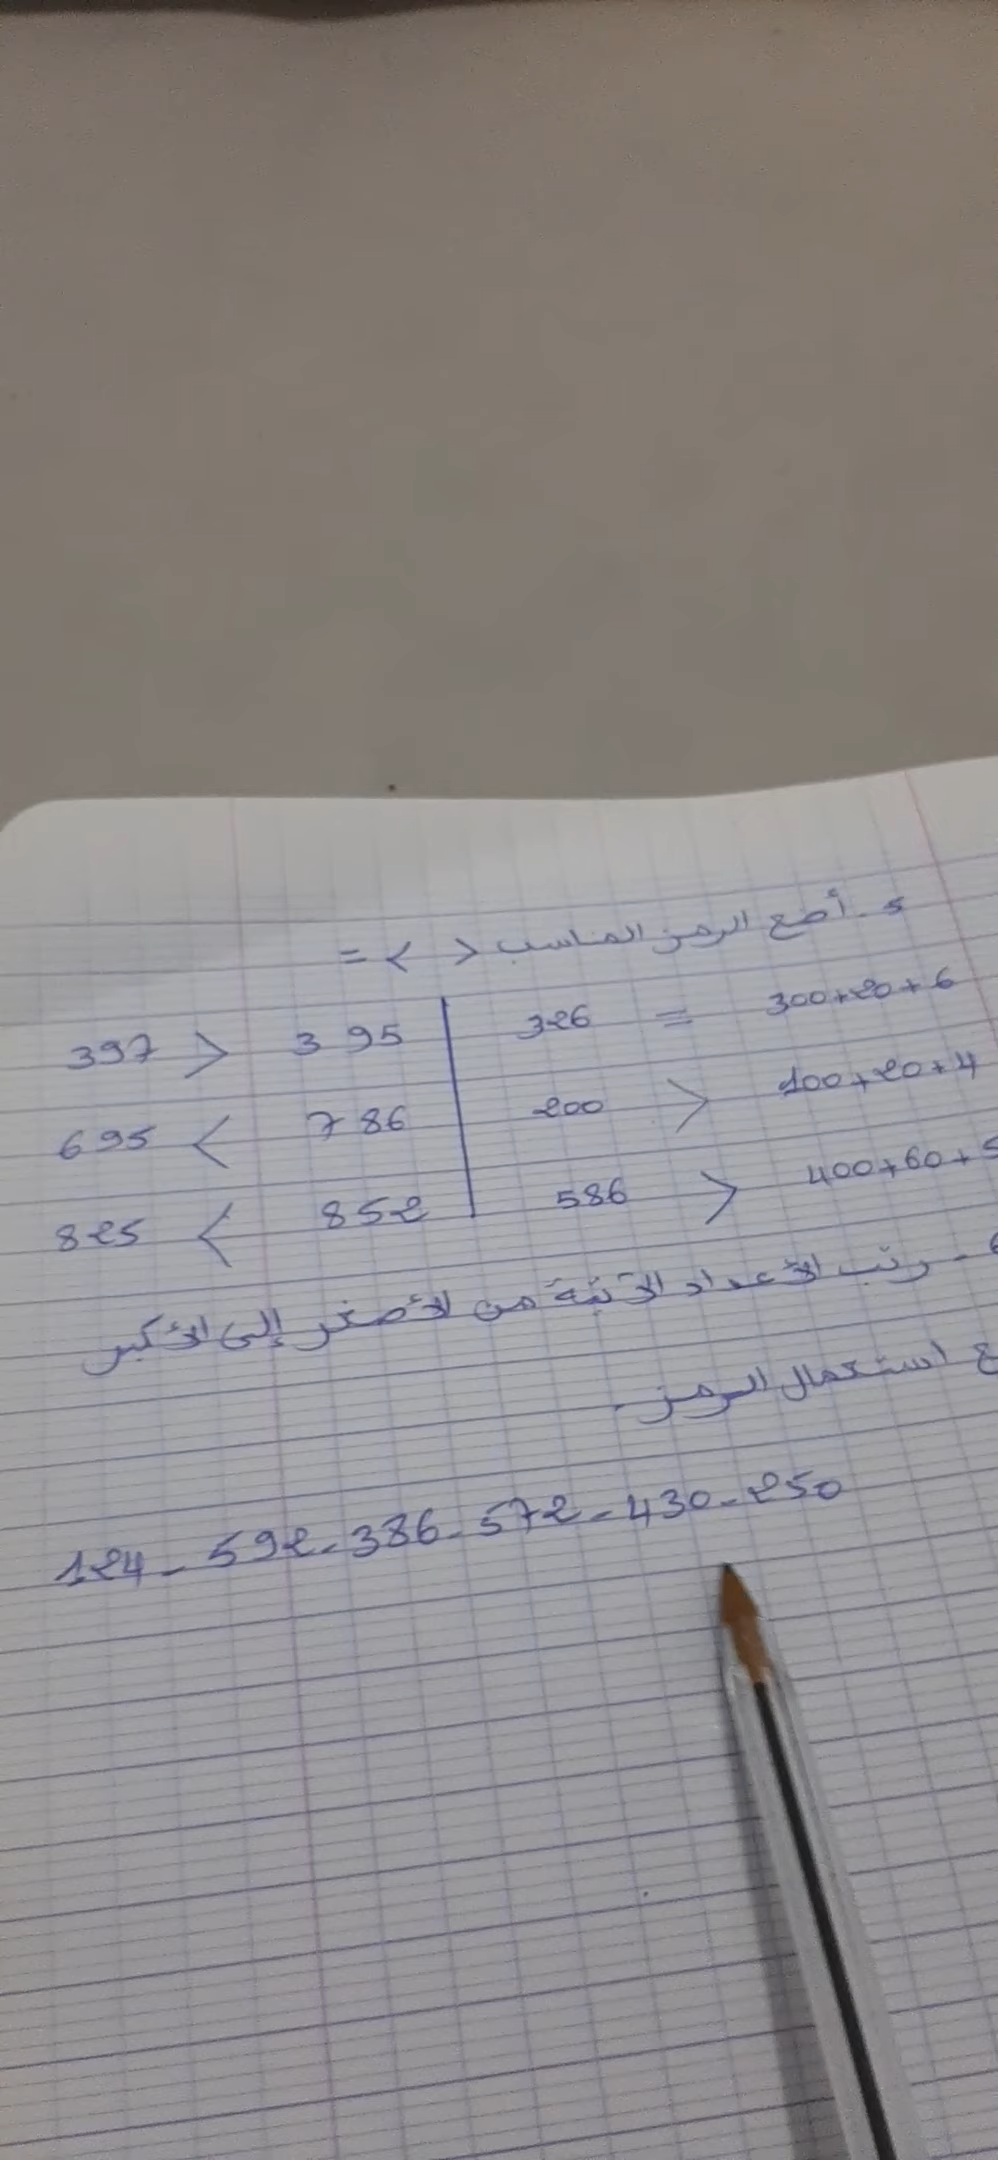 5 - أضع الرمز المناسب < > =
397 > 395 | 326 = 300+20+6
695 < 786 | 200 > 100+20+4
825 < 852 | 586 > 400+60+5
6 - رتب الأعداد الآتية من الأصغر إلى الأكبر
استعمال الرمز.
124 - 592 - 386 - 572 - 430 - 250